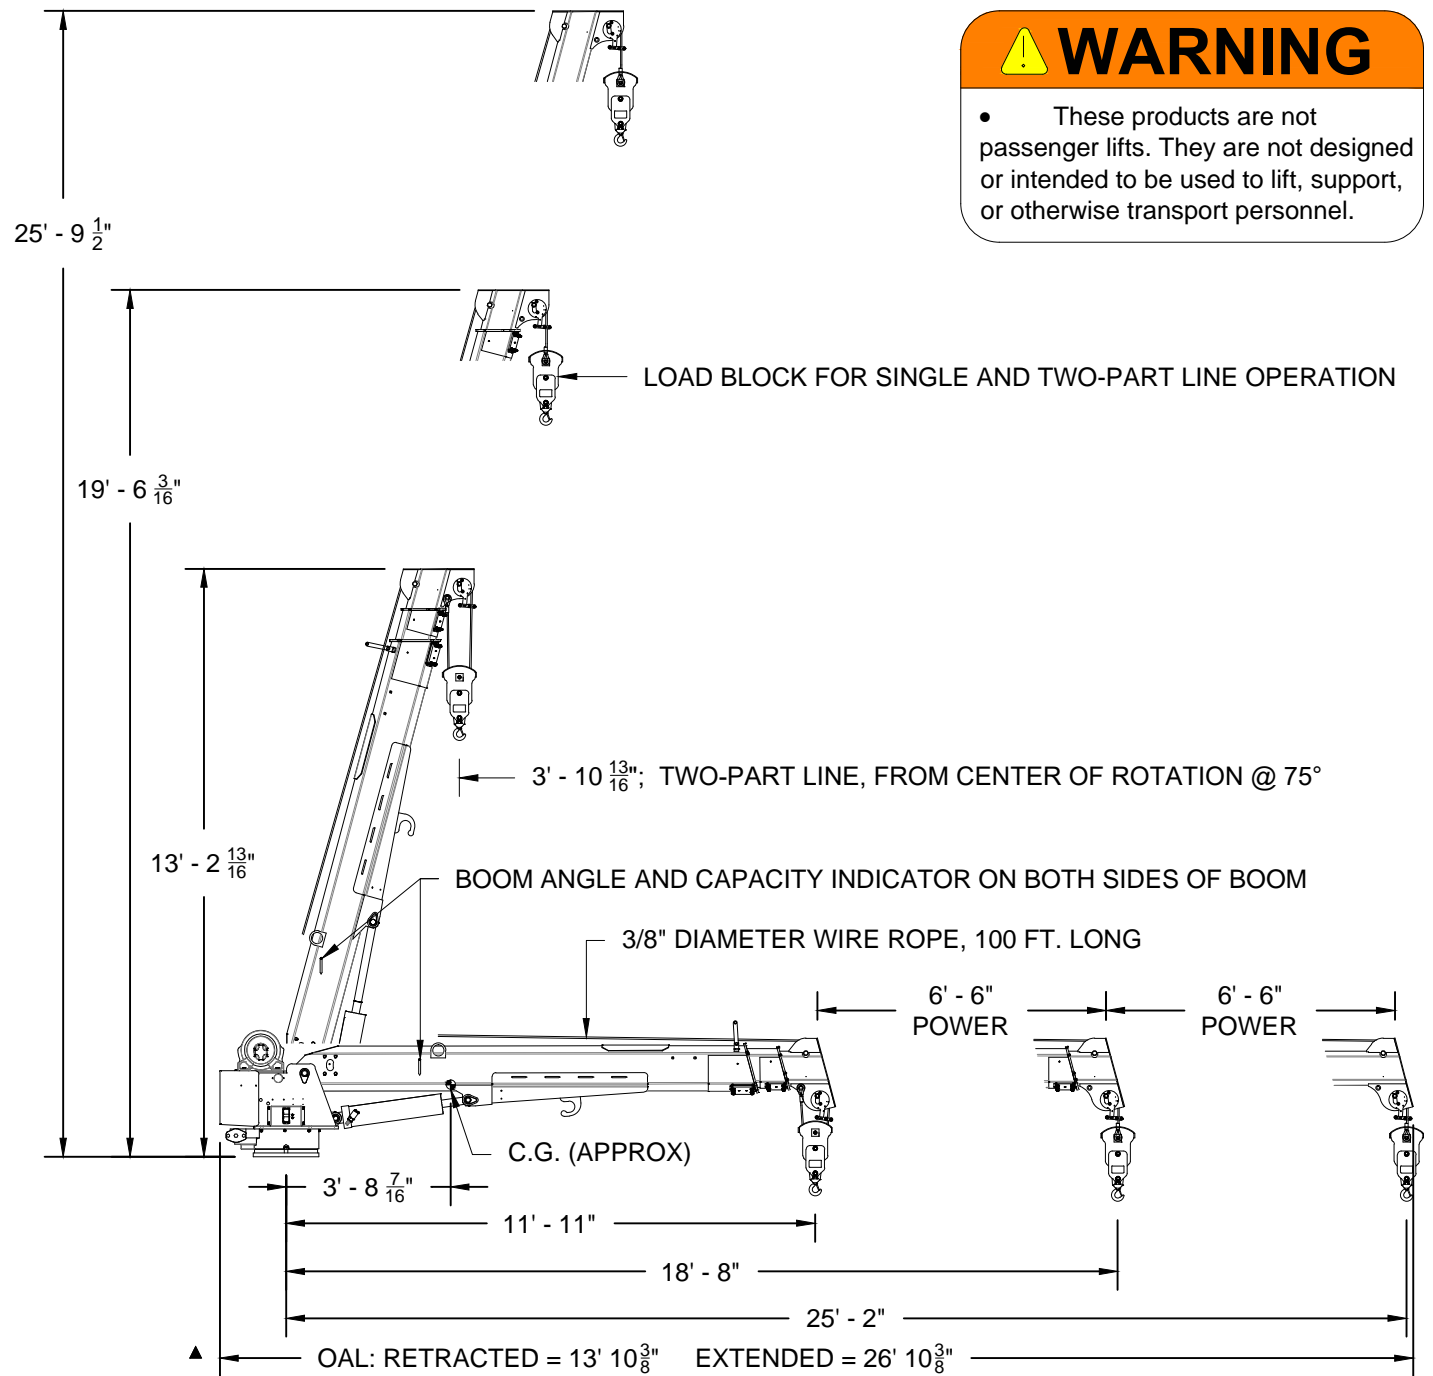 WARNING
• These products are not
passenger lifts. They are not designed
or intended to be used to lift, support,
or otherwise transport personnel.
25' - 9 1/2"
LOAD BLOCK FOR SINGLE AND TWO-PART LINE OPERATION
19' - 6 3/16"
3' - 10 13/16"; TWO-PART LINE, FROM CENTER OF ROTATION @ 75°
13' - 2 13/16"
BOOM ANGLE AND CAPACITY INDICATOR ON BOTH SIDES OF BOOM
3/8" DIAMETER WIRE ROPE, 100 FT. LONG
6' - 6"
POWER
6' - 6"
POWER
C.G. (APPROX)
3' - 8 7/16"
11' - 11"
18' - 8"
25' - 2"
▲ OAL: RETRACTED = 13' 10 3/8" EXTENDED = 26' 10 3/8"